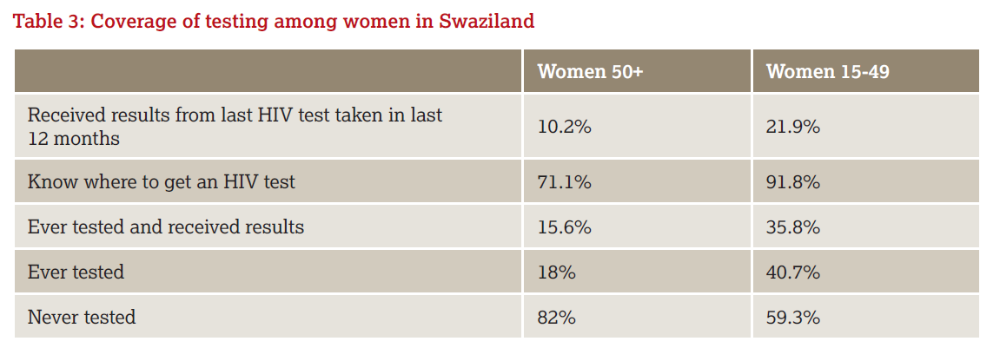 Table 3: Coverage of testing among women in Swaziland
Women 50+ Women 15-49
Received results from last HIV test taken in last
12 months 10.2% 21.9%
Know where to get an HIV test 71.1% 91.8%
Ever tested and received results 15.6% 35.8%
Ever tested 18% 40.7%
Never tested 82% 59.3%